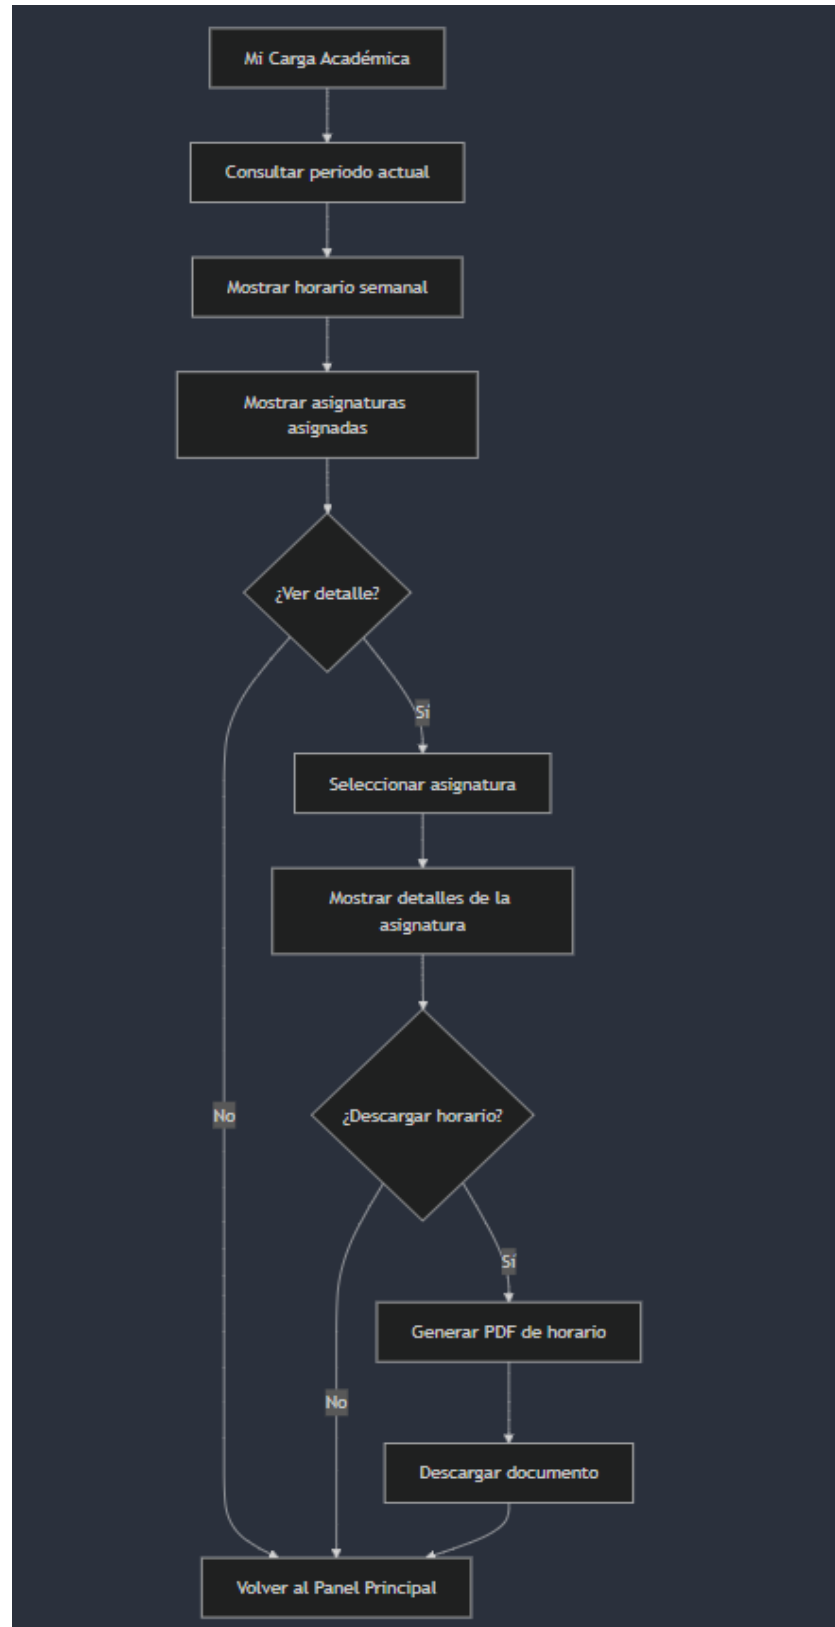 Mi Carga Académica
Consultar periodo actual
Mostrar horario semanal
Mostrar asignaturas
asignadas
¿Ver detalle?
Sí
Seleccionar asignatura
Mostrar detalles de la
asignatura
No
¿Descargar horario?
Sí
Generar PDF de horario
No
Descargar documento
Volver al Panel Principal